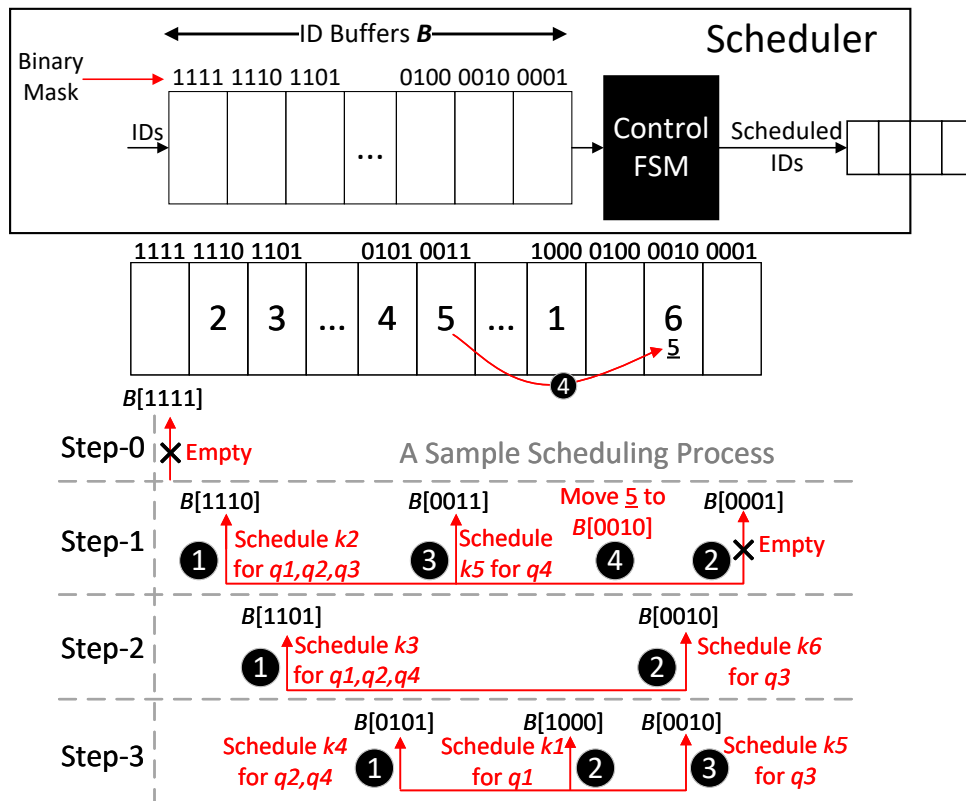 ID Buffers B
Scheduler
Binary
Mask
1111 1110 1101 0100 0010 0001
IDs
...
Control
FSM
Scheduled
IDs
1111 1110 1101 0101 0011 1000 0100 0010 0001
2 3 ... 4 5 ... 1 6
5
4
B[1111]
Step-0
Empty
A Sample Scheduling Process
Step-1
B[1110]
1
Schedule k2
for q1,q2,q3
B[0011]
3
Schedule
k5 for q4
Move 5 to
B[0010]
4
B[0001]
2
Empty
Step-2
B[1101]
1
Schedule k3
for q1,q2,q4
B[0010]
2
Schedule k6
for q3
Step-3
Schedule k4
for q2,q4
B[0101]
1
Schedule k1
for q1
B[1000]
2
B[0010]
3
Schedule k5
for q3